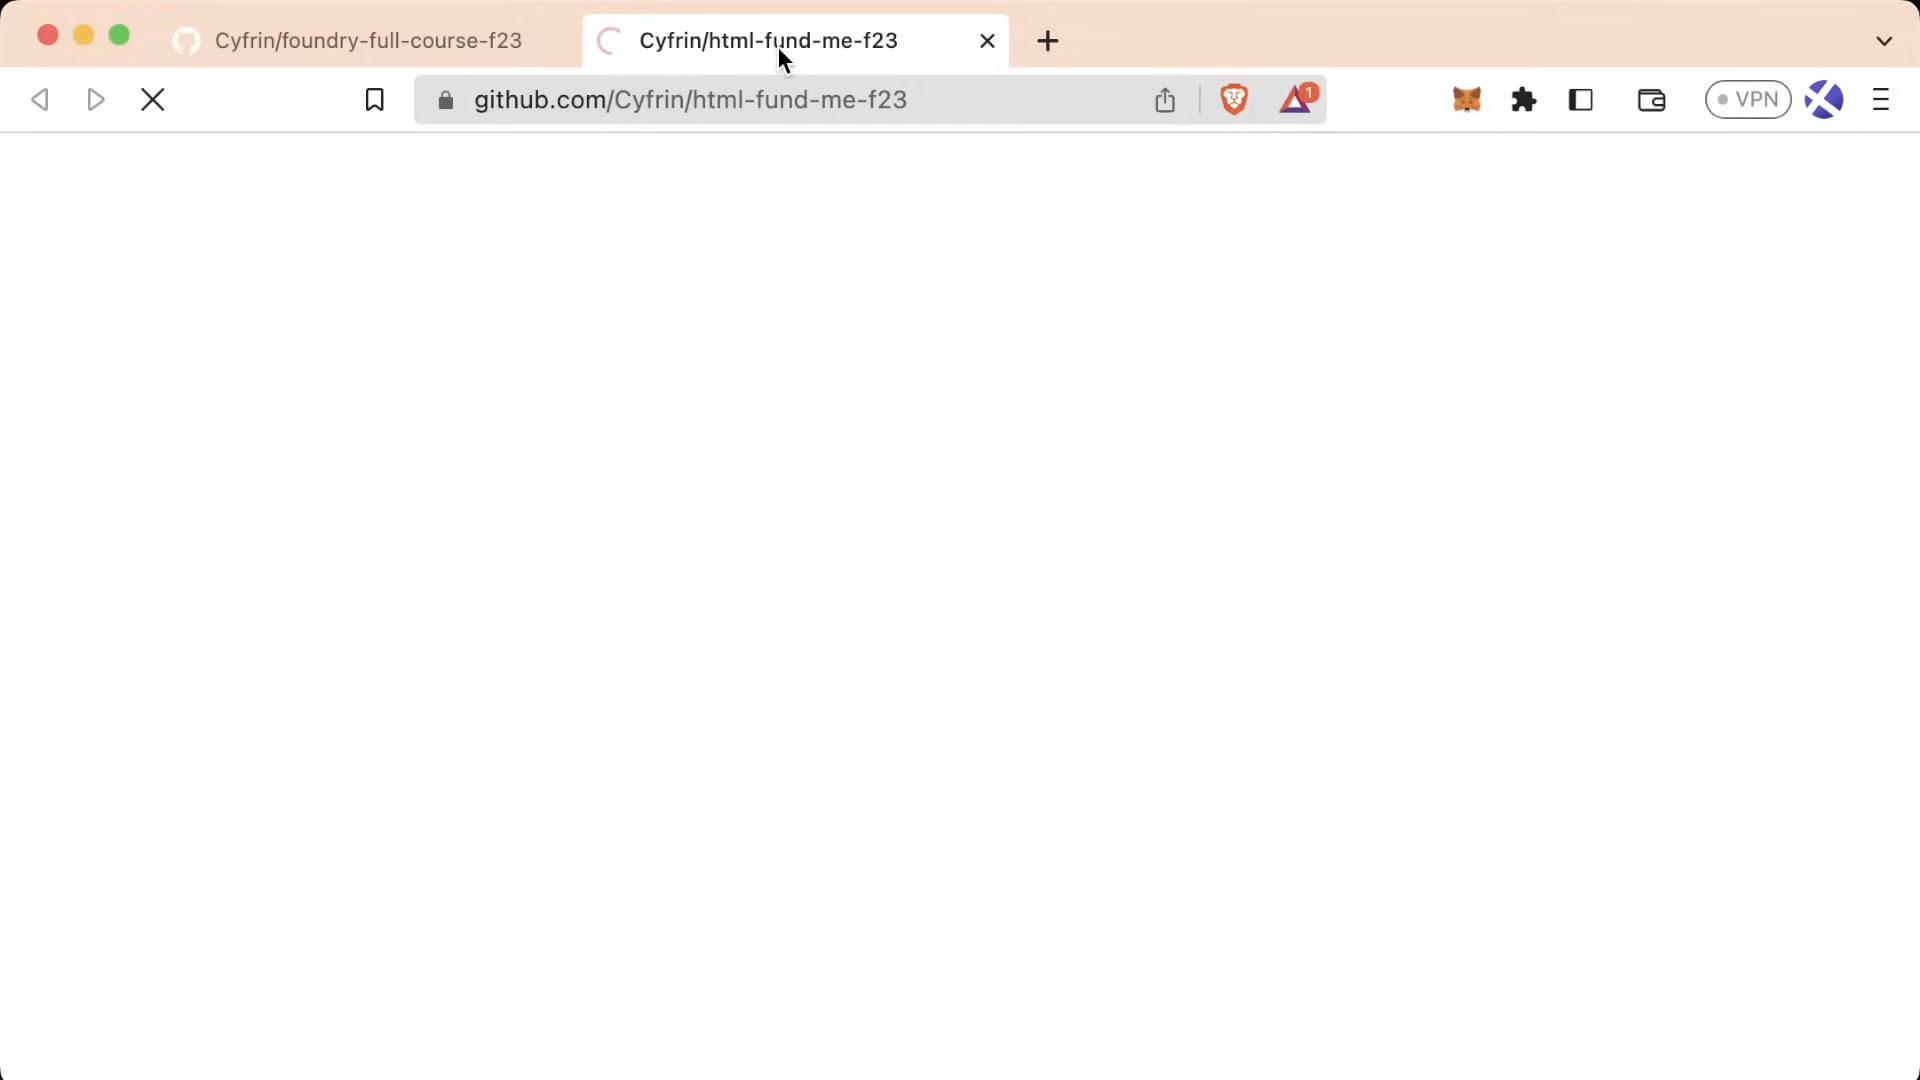 Cyfrin/foundry-full-course-f23
Cyfrin/html-fund-me-f23
github.com/Cyfrin/html-fund-me-f23
1
VPN